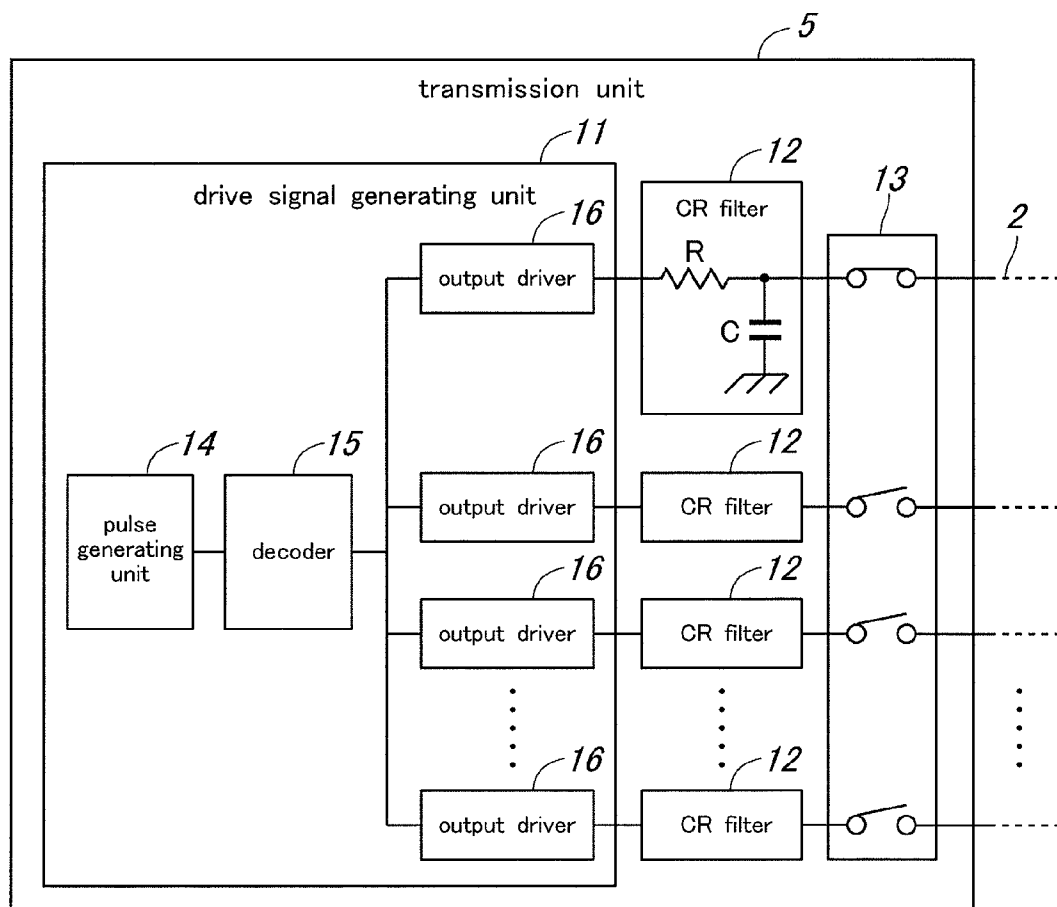 5
transmission unit
11
drive signal generating unit
12
CR filter
R
C
13
2
16
output driver
14
pulse
generating
unit
15
decoder
16
output driver
12
CR filter
16
output driver
12
CR filter
16
output driver
12
CR filter